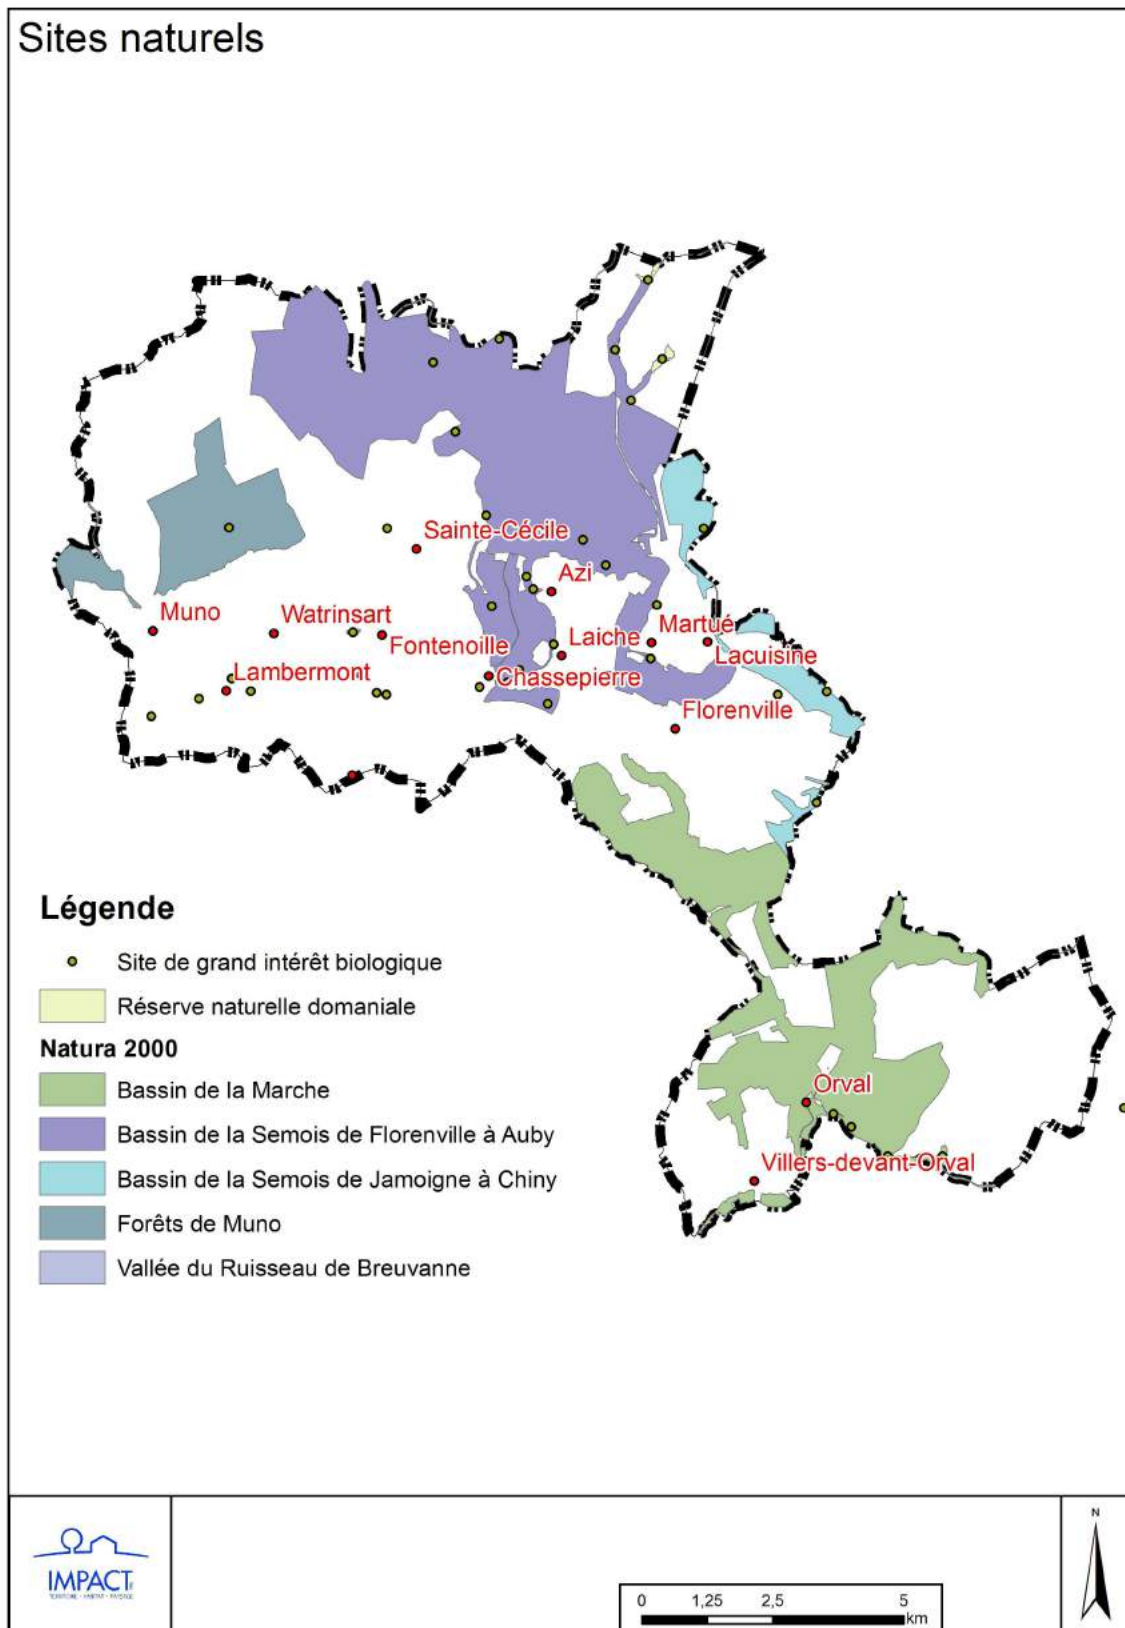 Sites naturels
Sainte-Cécile
Azi
Muno
Watrinsart
Fontenoille
Laiche
Martué
Lacuisine
Lambermont
Chassepierre
Florenville
Légende
Site de grand intérêt biologique
Réserve naturelle domaniale
Natura 2000
Bassin de la Marche
Bassin de la Semois de Florenville à Auby
Bassin de la Semois de Jamoigne à Chiny
Forêts de Muno
Vallée du Ruisseau de Breuvanne
Orval
Villers-devant-Orval
IMPACT
N
0 1,25 2,5 5
km